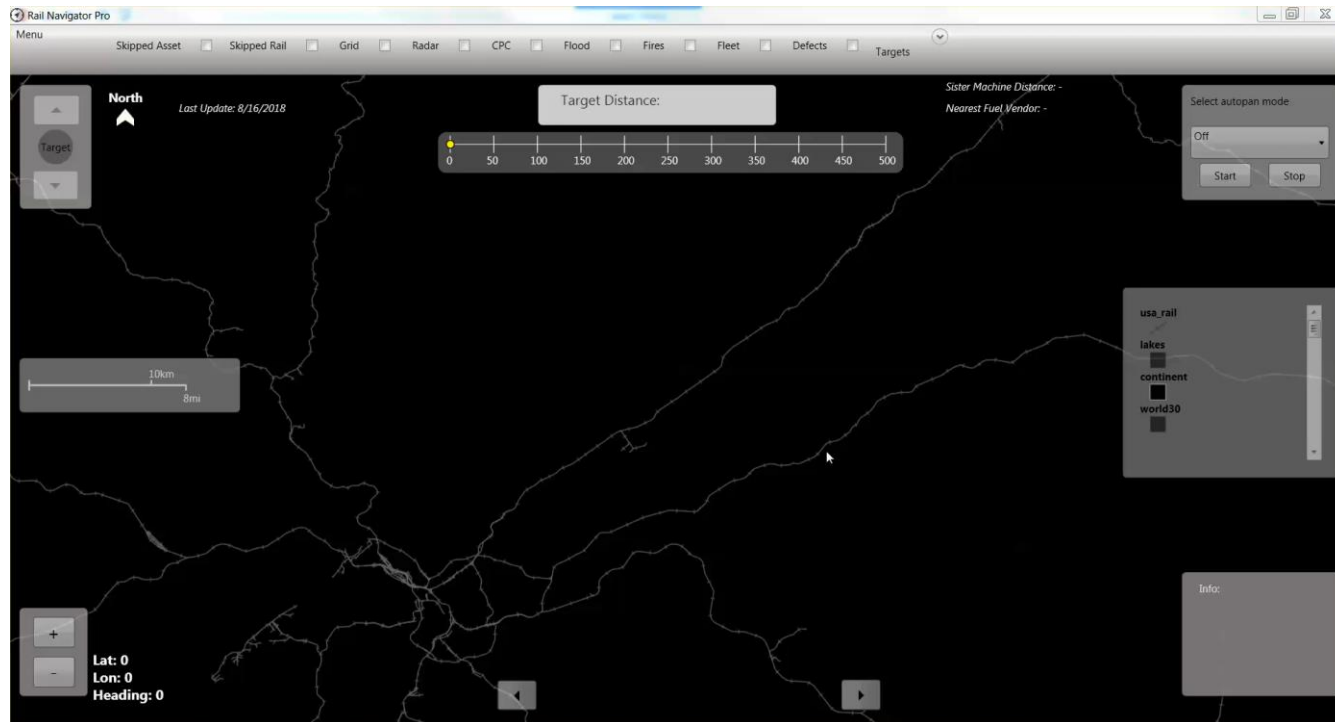 Rail Navigator Pro
Menu
Skipped Asset Skipped Rail Grid Radar CPC Flood Fires Fleet Defects Targets
North
Last Update: 8/16/2018
Target
Target Distance:
0 50 100 150 200 250 300 350 400 450 500
Sister Machine Distance: -
Nearest Fuel Vendor: -
Select autopan mode
Off
Start Stop
10km
8mi
usa_rail
lakes
continent
world30
Info:
+
-
Lat: 0
Lon: 0
Heading: 0